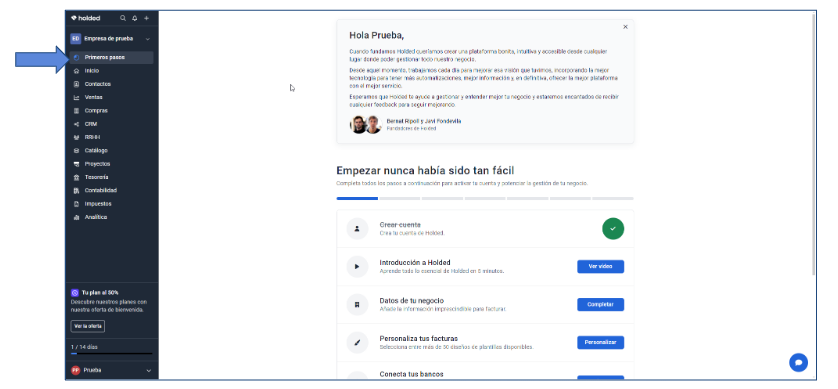 holded
ED Empresa de prueba
Primeros pasos
Inicio
Contactos
Ventas
Compras
CRM
RRHH
Catálogo
Proyectos
Tesorería
Contabilidad
Impuestos
Analítica
Tu plan al 80%
Descubre nuestros planes con
nuestra oferta de bienvenida.
Ver la oferta
1 / 14 días
PP Prueba
Hola Prueba,
Cuando fundamos Holded queríamos crear una plataforma bonita, intuitiva y accesible desde cualquier
lugar donde poder gestionar todo nuestro negocio.
Desde aquel momento, trabajamos cada día para mejorar esa visión que tuvimos, incorporando la mejor
tecnología para tener más automatizaciones, mejor información y, en definitiva, ofrecer la mejor plataforma
con el mejor servicio.
Esperamos que Holded te ayude a gestionar y entender mejor tu negocio y estaremos encantados de recibir
cualquier feedback para seguir mejorando.
Bernat Ripoll y Javi Fondevila
Fundadores de Holded
Empezar nunca había sido tan fácil
Completa todos los pasos a continuación para activar tu cuenta y potenciar la gestión de tu negocio.
Crear cuenta
Crea tu cuenta de Holded.
Introducción a Holded
Aprende todo lo esencial de Holded en 5 minutos.
Ver vídeo
Datos de tu negocio
Añade la información imprescindible para facturar.
Completar
Personaliza tus facturas
Selecciona entre más de 50 diseños de plantillas disponibles.
Personalizar
Conecta tus bancos